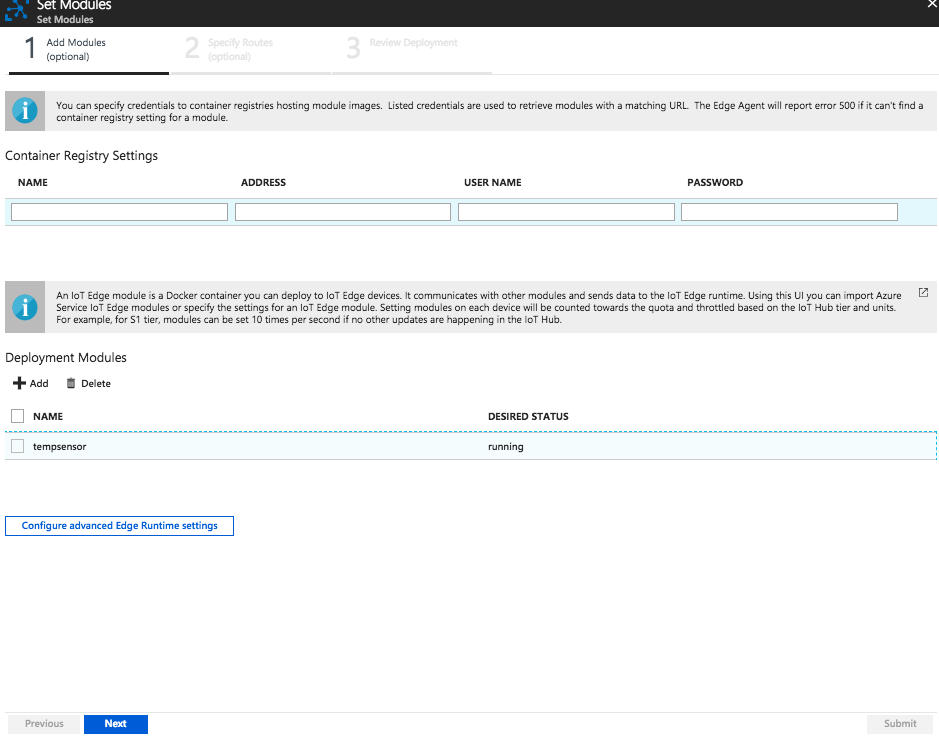 Set Modules
Set Modules
1 Add Modules
(optional)
2 Specify Routes
(optional)
3 Review Deployment
You can specify credentials to container registries hosting module images. Listed credentials are used to retrieve modules with a matching URL. The Edge Agent will report error 500 if it can't find a
container registry setting for a module.
Container Registry Settings
NAME ADDRESS USER NAME PASSWORD
An IoT Edge module is a Docker container you can deploy to IoT Edge devices. It communicates with other modules and sends data to the IoT Edge runtime. Using this UI you can import Azure
Service IoT Edge modules or specify the settings for an IoT Edge module. Setting modules on each device will be counted towards the quota and throttled based on the IoT Hub tier and units.
For example, for S1 tier, modules can be set 10 times per second if no other updates are happening in the IoT Hub.
Deployment Modules
Add Delete
NAME DESIRED STATUS
tempsensor running
Configure advanced Edge Runtime settings
Previous Next Submit